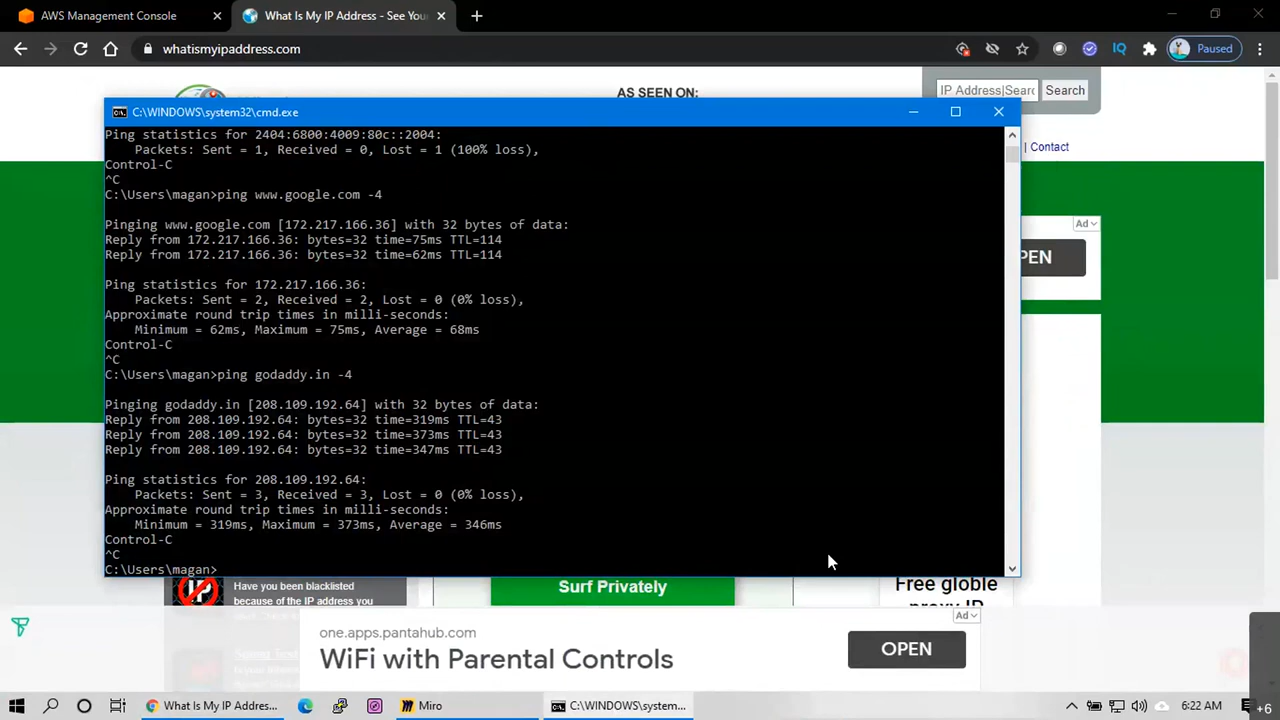 AWS Management Console
What Is My IP Address - See You
whatismyipaddress.com
IQ
Paused
AS SEEN ON:
IP Address|Searc
Search
| Contact
C:\WINDOWS\system32\cmd.exe
Ping statistics for 2404:6800:4009:80c::2004:
Packets: Sent = 1, Received = 0, Lost = 1 (100% loss),
Control-C
^C
C:\Users\magan>ping www.google.com -4
Pinging www.google.com [172.217.166.36] with 32 bytes of data:
Reply from 172.217.166.36: bytes=32 time=75ms TTL=114
Reply from 172.217.166.36: bytes=32 time=62ms TTL=114
Ping statistics for 172.217.166.36:
Packets: Sent = 2, Received = 2, Lost = 0 (0% loss),
Approximate round trip times in milli-seconds:
Minimum = 62ms, Maximum = 75ms, Average = 68ms
Control-C
^C
C:\Users\magan>ping godaddy.in -4
Pinging godaddy.in [208.109.192.64] with 32 bytes of data:
Reply from 208.109.192.64: bytes=32 time=319ms TTL=43
Reply from 208.109.192.64: bytes=32 time=373ms TTL=43
Reply from 208.109.192.64: bytes=32 time=347ms TTL=43
Ping statistics for 208.109.192.64:
Packets: Sent = 3, Received = 3, Lost = 0 (0% loss),
Approximate round trip times in milli-seconds:
Minimum = 319ms, Maximum = 373ms, Average = 346ms
Control-C
^C
C:\Users\magan>
Ad
PEN
Have you been blacklisted
because of the IP address you
Surf Privately
Free globle
proxy IP
Ad
one.apps.pantahub.com
WiFi with Parental Controls
OPEN
What Is My IP Addres...
Miro
C:\WINDOWS\system...
6:22 AM
+6